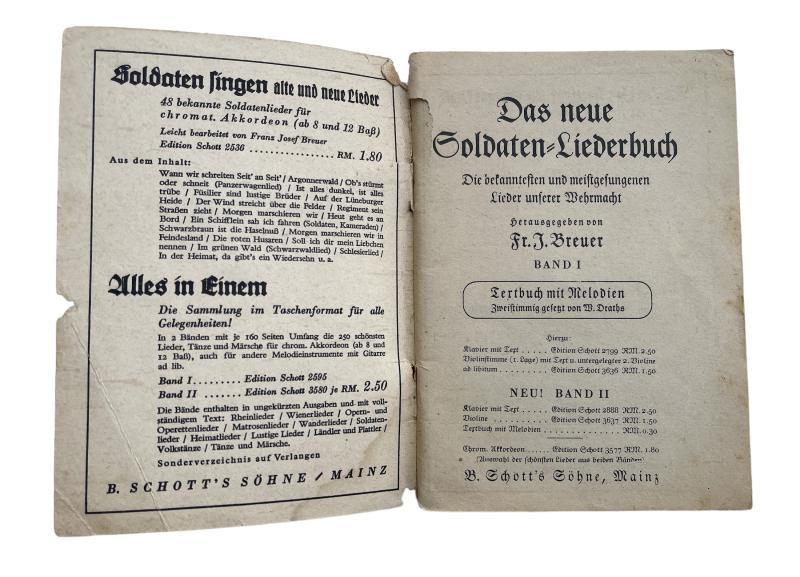 Soldaten singen alte und neue Lieder
48 bekannte Soldatenlieder für
chromat. Akkordeon (ab 8 und 12 Baß)
Leicht bearbeitet von Franz Josef Breuer
Edition Schott 2536 . . . . . . . . . . . . . . . . RM. 1.80
Aus dem Inhalt:
Wann wir schreiten Seit' an Seit' / Argonnerwald / Ob's stürmt
oder schneit (Panzerwagenlied) / Ist alles dunkel, ist alles
trübe / Füsilier sind lustige Brüder / Auf der Lüneburger
Heide / Der Wind streicht über die Felder / Regiment sein
Straßen zieht / Morgen marschieren wir / Heut geht es an
Bord / Ein Schifflein sah ich fahren (Soldaten, Kameraden) /
Schwarzbraun ist die Haselnuß / Morgen marschieren wir in
Feindesland / Die roten Husaren / Soll ich dir mein Liebchen
nennen / Im grünen Wald (Schwarzwaldlied) / Schlesierlied /
In der Heimat, da gibt's ein Wiedersehn u. a.
Alles in Einem
Die Sammlung im Taschenformat für alle
Gelegenheiten!
In 2 Bänden mit je 160 Seiten Umfang die 250 schönsten
Lieder, Tänze und Märsche für chrom. Akkordeon (ab 8 und
12 Baß), auch für andere Melodieinstrumente mit Gitarre
ad lib.
Band I . . . . . . . . Edition Schott 2595
Band II . . . . . . . Edition Schott 3580 je RM. 2.50
Die Bände enthalten in ungekürzten Ausgaben und mit voll-
ständigem Text: Rheinlieder / Wienerlieder / Opern- und
Operettenlieder / Matrosenlieder / Wanderlieder / Soldaten-
lieder / Heimatlieder / Lustige Lieder / Ländler und Plattler /
Volkstänze / Tänze und Märsche.
Sonderverzeichnis auf Verlangen
B. SCHOTT'S SÖHNE / MAINZ
Das neue
Soldaten-Liederbuch
Die bekanntesten und meistgesungenen
Lieder unserer Wehrmacht
Herausgegeben von
Fr. J. Breuer
BAND I
Textbuch mit Melodien
Zweistimmig gesetzt von W. Draths
Hierzu:
Klavier mit Text . . . . . Edition Schott 2799 RM. 2.50
Violinstimme (1. Lage) mit Text u. untergelegter 2. Violine
ad libitum . . . . . . . . Edition Schott 3636 RM. 1.50
NEU! BAND II
Klavier mit Text . . . . . Edition Schott 2888 RM. 2.50
Violine . . . . . . . . . Edition Schott 3637 RM. 1.50
Textbuch mit Melodien . . . . . . . . . . . . . RM. 0.30
Chrom. Akkordeon . . . . . Edition Schott 3577 RM. 1.80
(Auswahl der schönsten Lieder aus beiden Bänden)
B. Schott's Söhne, Mainz